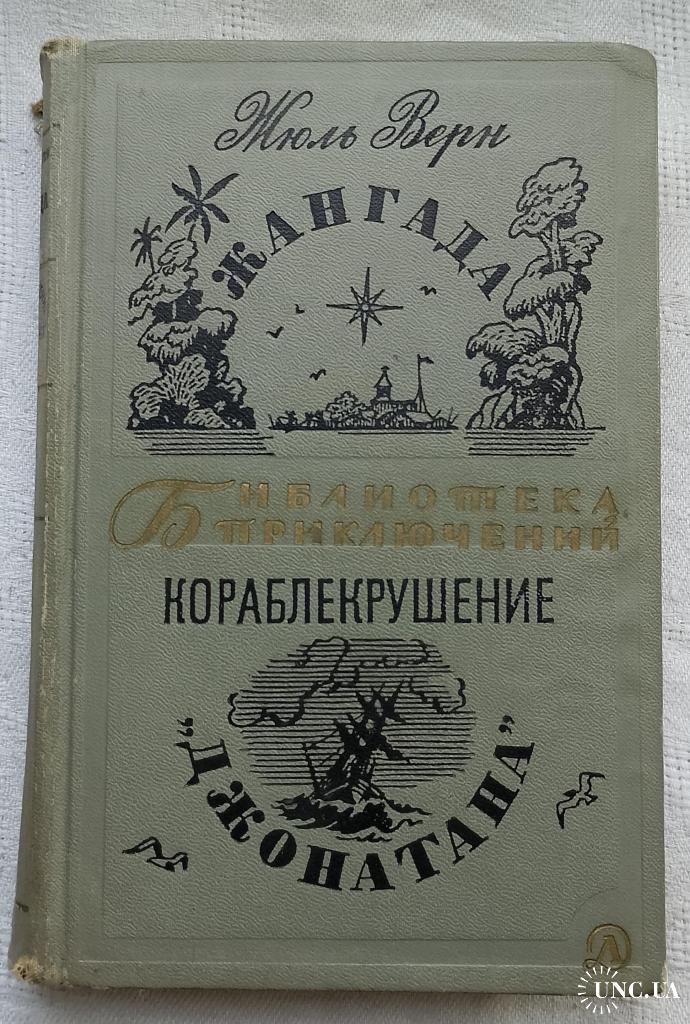 Жюль Верн
ЖАНГАДА
БИБЛИОТЕКА
ПРИКЛЮЧЕНИЙ
КОРАБЛЕКРУШЕНИЕ
„ДЖОНАТАНА”
UNC.UA